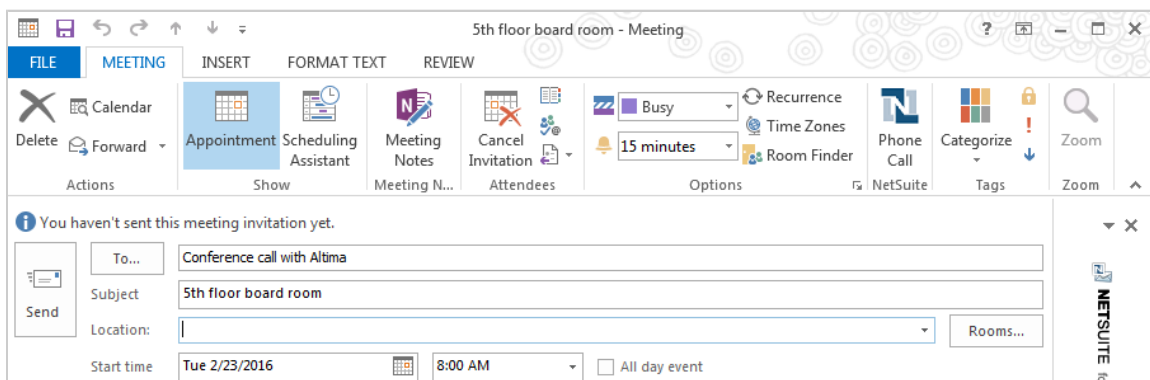 5th floor board room - Meeting
?
FILE MEETING INSERT FORMAT TEXT REVIEW
Delete
Calendar
Forward
Actions
Appointment
Scheduling
Assistant
Show
Meeting
Notes
Meeting N...
Cancel
Invitation
Attendees
Busy
15 minutes
Recurrence
Time Zones
Room Finder
Options
Phone
Call
NetSuite
Categorize
Tags
Zoom
Zoom
You haven't sent this meeting invitation yet.
Send
To... Conference call with Altima
Subject 5th floor board room
Location: Rooms...
Start time Tue 2/23/2016 8:00 AM All day event
NETSUITE